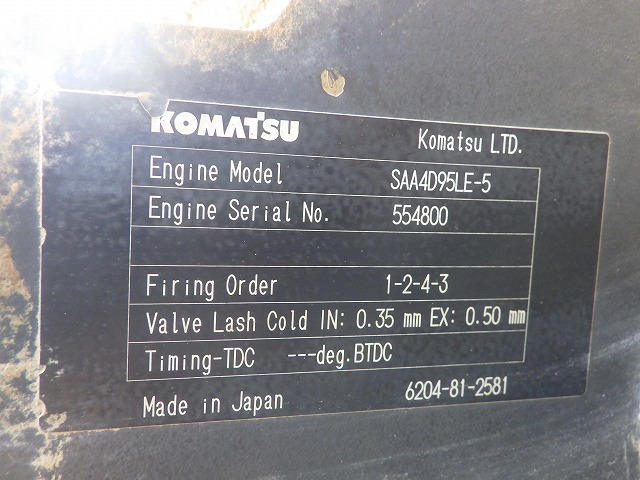 KOMATSU
Komatsu LTD.
Engine Model SAA4D95LE-5
Engine Serial No. 554800
Firing Order 1-2-4-3
Valve Lash Cold IN: 0.35 mm EX: 0.50 mm
Timing-TDC ---deg.BTDC
Made in Japan 6204-81-2581